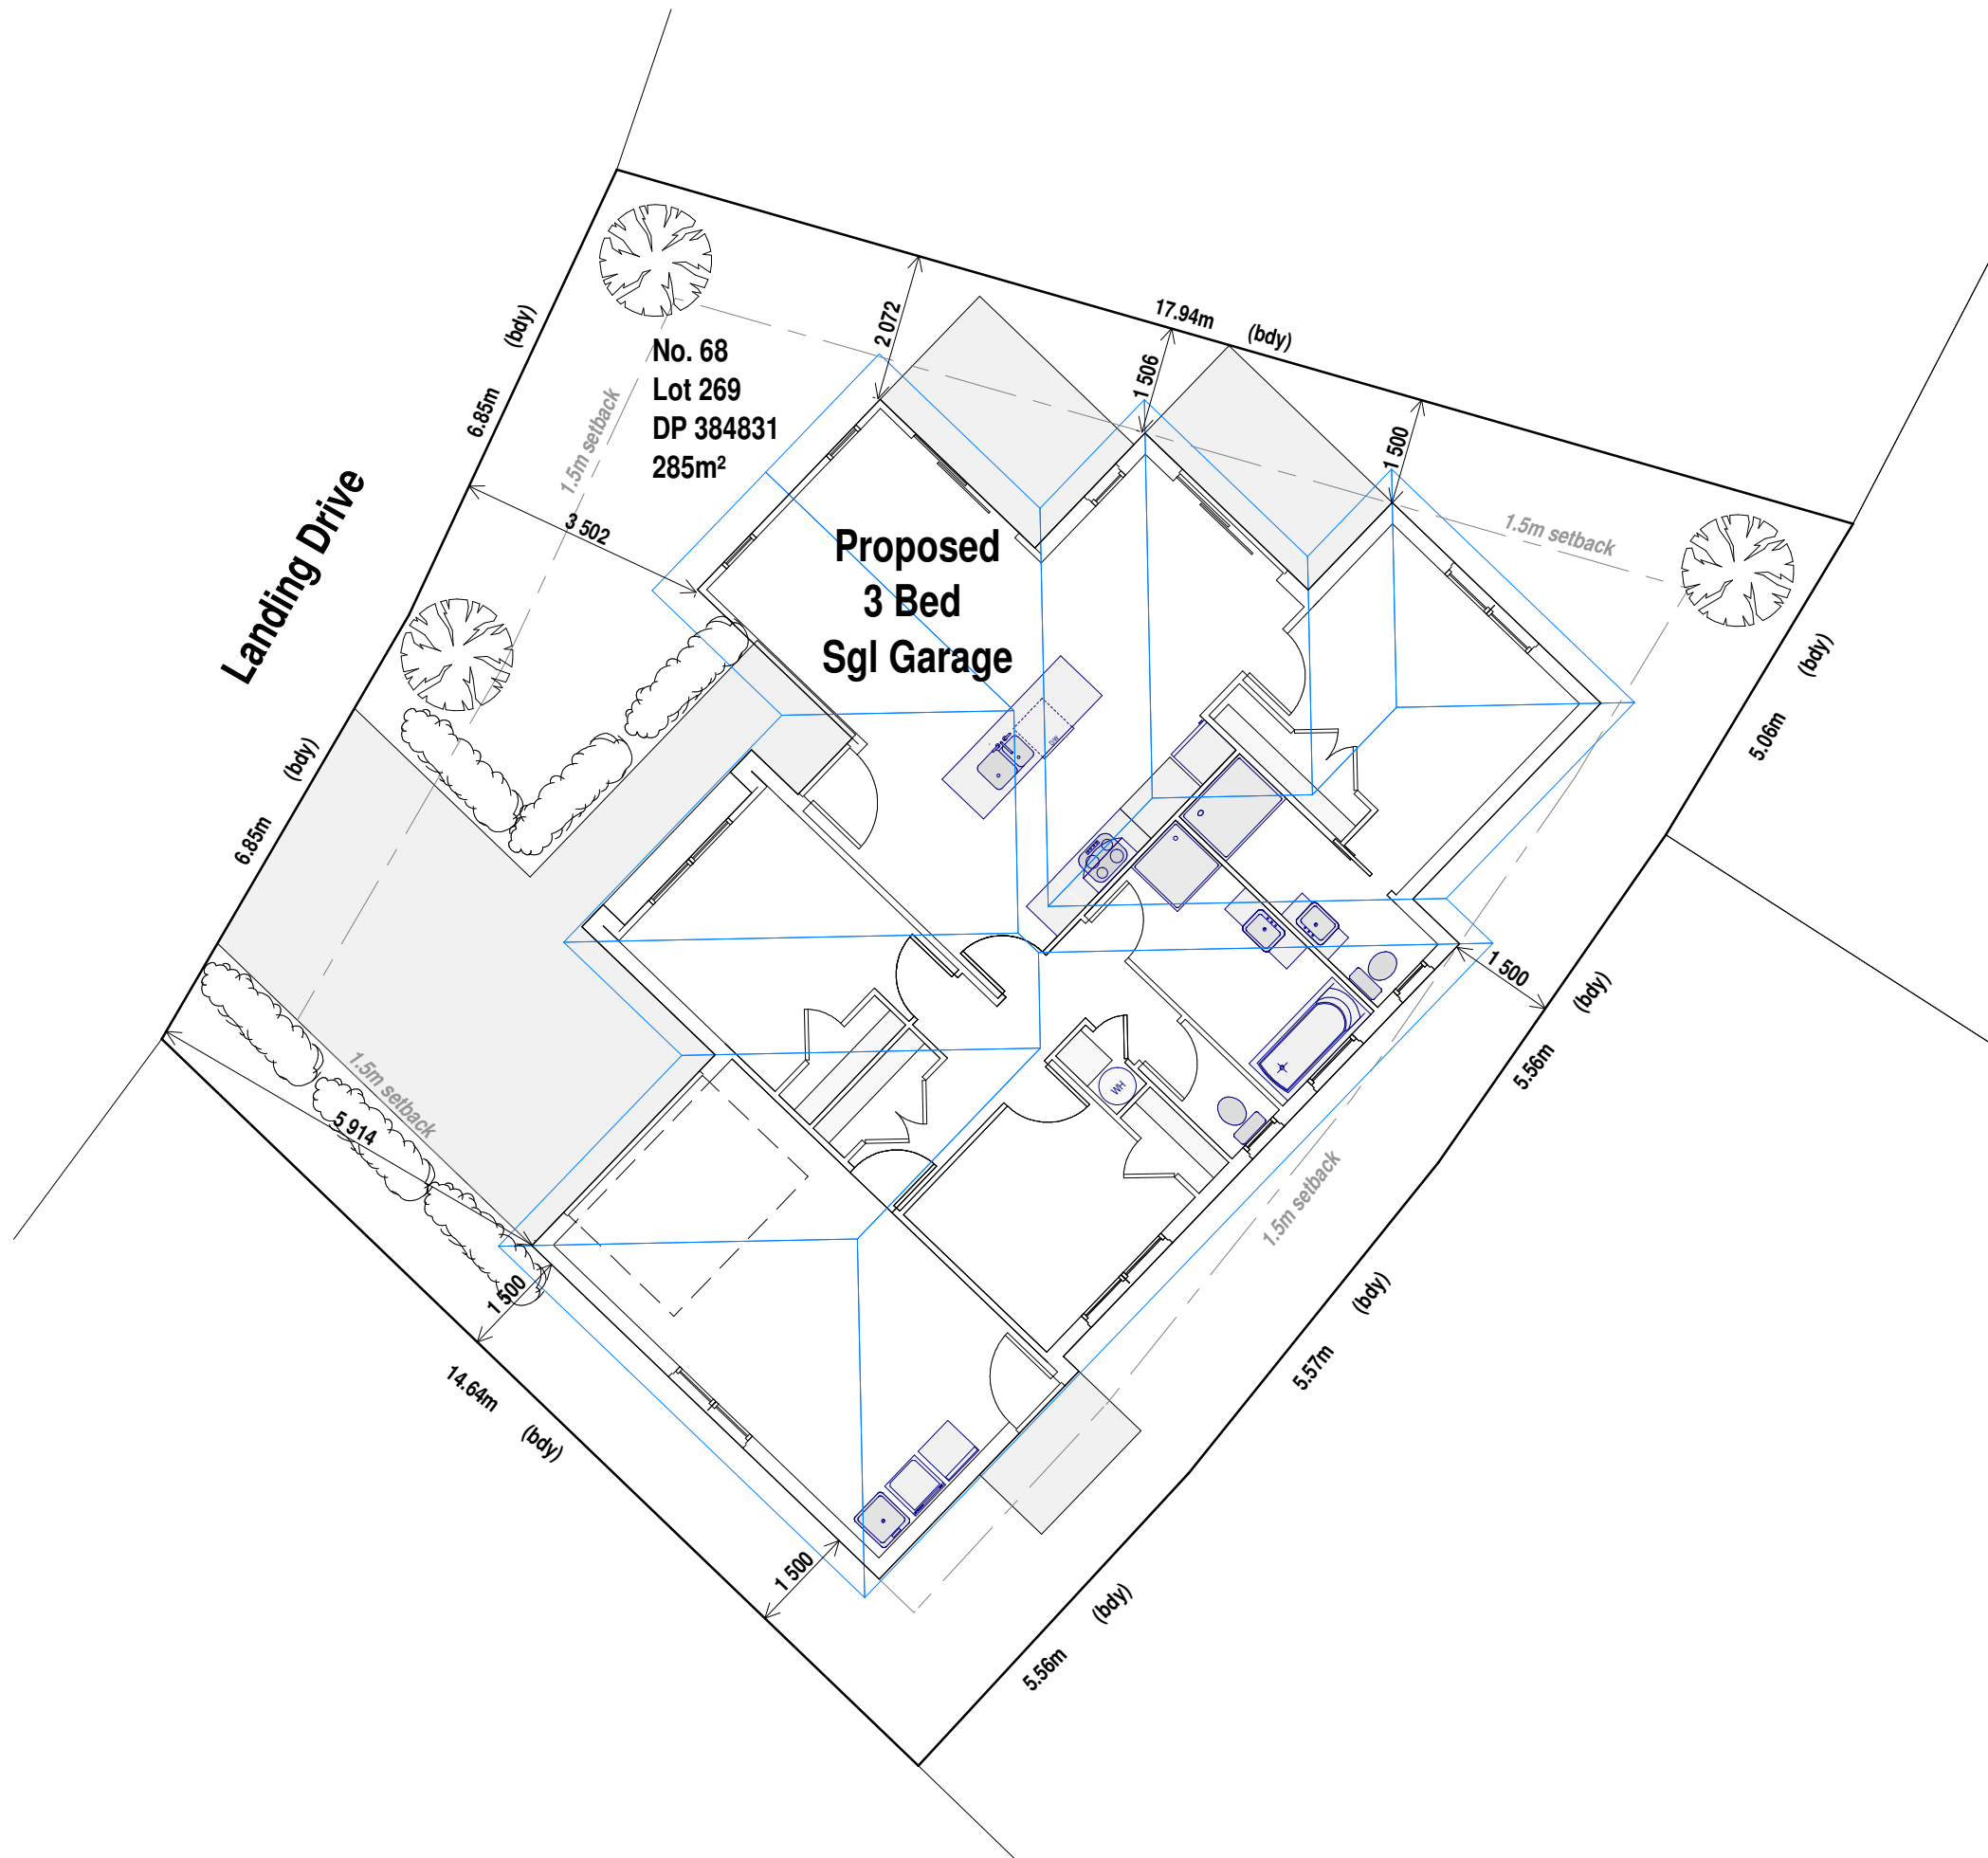 17.94m
(bdy)
2 072
1 506
1 500
(bdy)
6.85m
1.5m setback
No. 68
Lot 269
DP 384831
285m²
3 502
Landing Drive
Proposed
3 Bed
Sgl Garage
1.5m setback
(bdy)
5.06m
D/W
(bdy)
6.85m
1 500
(bdy)
5.56m
WH
1.5m setback
5 914
1.5m setback
1 500
14.64m
(bdy)
(bdy)
5.57m
1 500
(bdy)
5.56m